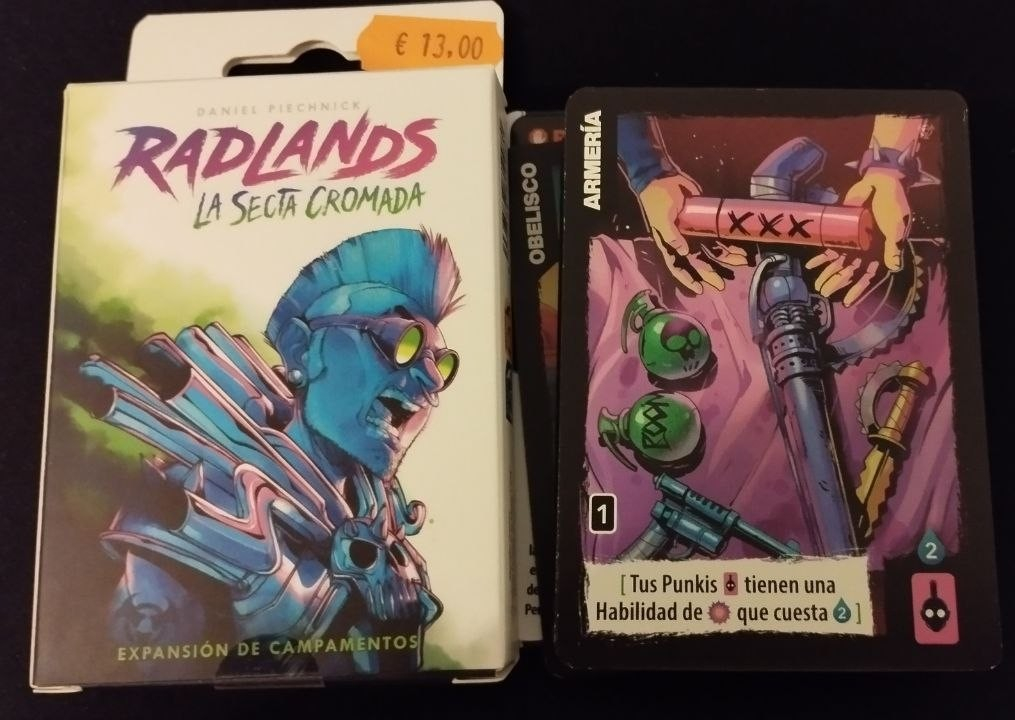 € 13,00
DANIEL PIECHNICK
RADLANDS
LA SECTA CROMADA
EXPANSIÓN DE CAMPAMENTOS
OBELISCO
ARMERÍA
XXX
BOOM
1
2
[ Tus Punkis tienen una
Habilidad de que cuesta 2 ]